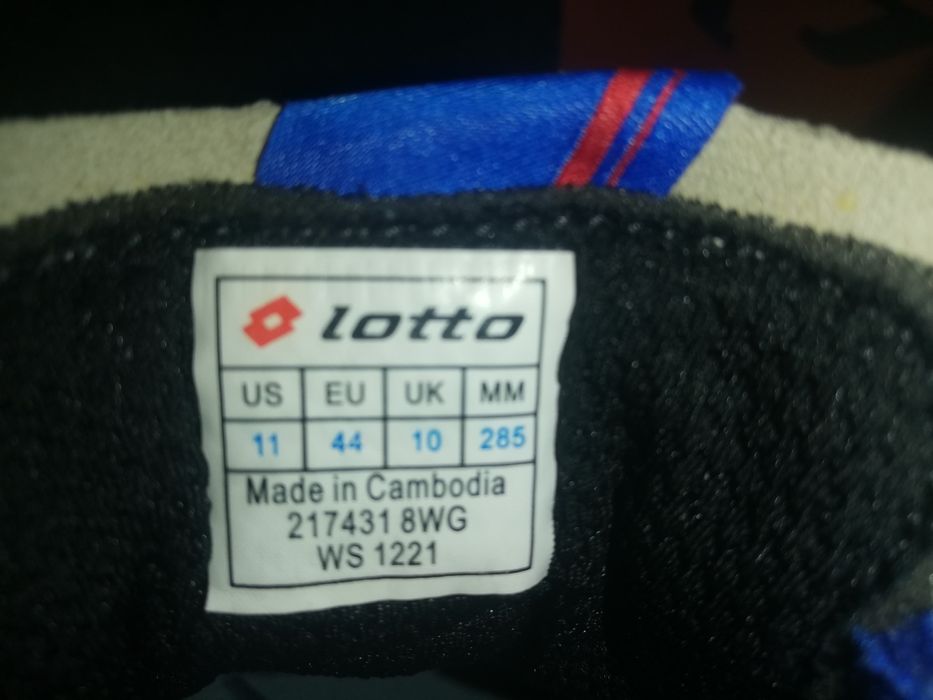 lotto
US EU UK MM
11 44 10 285
Made in Cambodia
217431 8WG
WS 1221